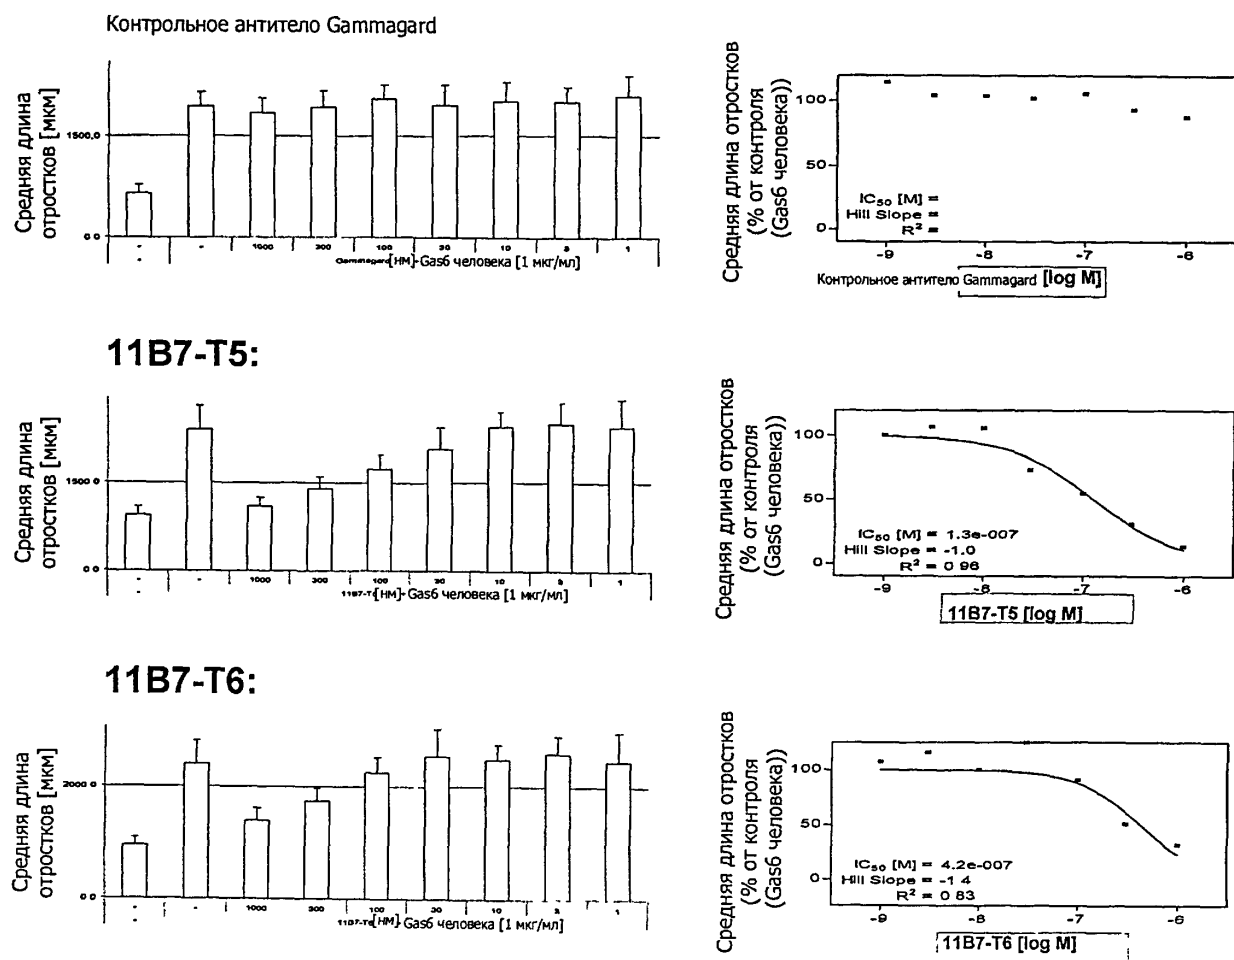 Контрольное антитело Gammagard
Средняя длина
отростков [мкм]
1500,0
0 0
- - 1000 300 100 30 10 3 1
-
Gammagard[НМ]-Gas6 человека [1 мкг/мл]
Средняя длина отростков
(% от контроля
(Gas6 человека))
100
50
0
IC50 [M] =
Hill Slope =
R² =
-9 -8 -7 -6
Контрольное антитело Gammagard [log M]
11B7-T5:
Средняя длина
отростков [мкм]
1500 0
0 0
- - 1000 300 100 30 10 3 1
-
[НМ]-Gas6 человека [1 мкг/мл]
Средняя длина отростков
(% от контроля
(Gas6 человека))
100
50
0
IC50 [M] = 1.3e-007
Hill Slope = -1.0
R² = 0 96
-9 -8 -7 -6
11B7-T5 [log M]
11B7-T6:
Средняя длина
отростков [мкм]
2000 0
0 0
- - 1000 300 100 30 10 3 1
-
11B7-T6[НМ]-Gas6 человека [1 мкг/мл]
Средняя длина отростков
(% от контроля
((Gas6 человека))
100
50
0
IC50 [M] = 4.2e-007
Hill Slope = -1 4
R² = 0 83
-9 -8 -7 -6
11B7-T6 [log M]